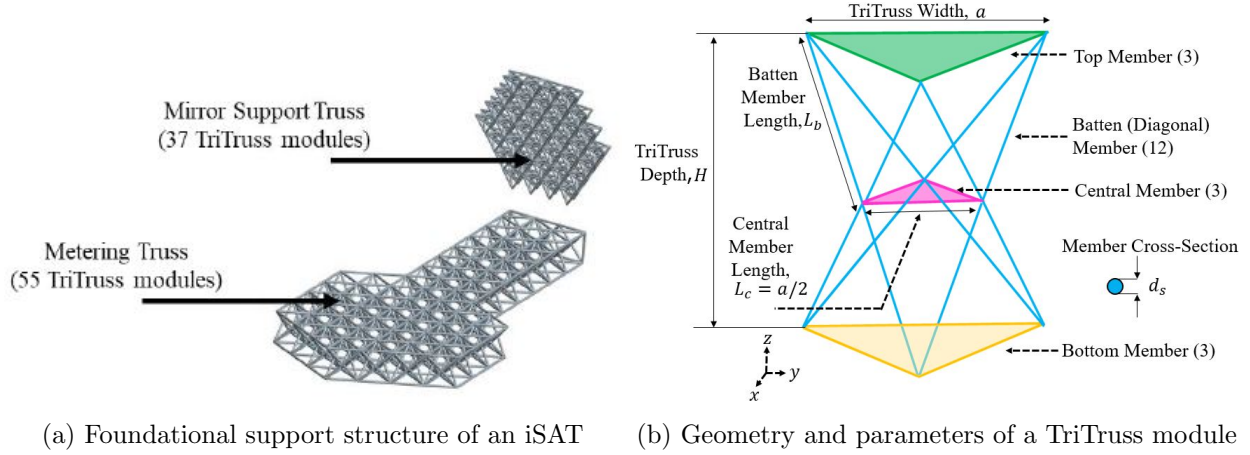 Mirror Support Truss
(37 TriTruss modules)
Metering Truss
(55 TriTruss modules)
(a) Foundational support structure of an iSAT
TriTruss Width, a
Top Member (3)
Batten
Member
Length, L_b
Batten (Diagonal)
Member (12)
TriTruss
Depth, H
Central Member (3)
Central
Member
Length,
L_c = a/2
Member Cross-Section
d_s
Bottom Member (3)
z
y
x
(b) Geometry and parameters of a TriTruss module